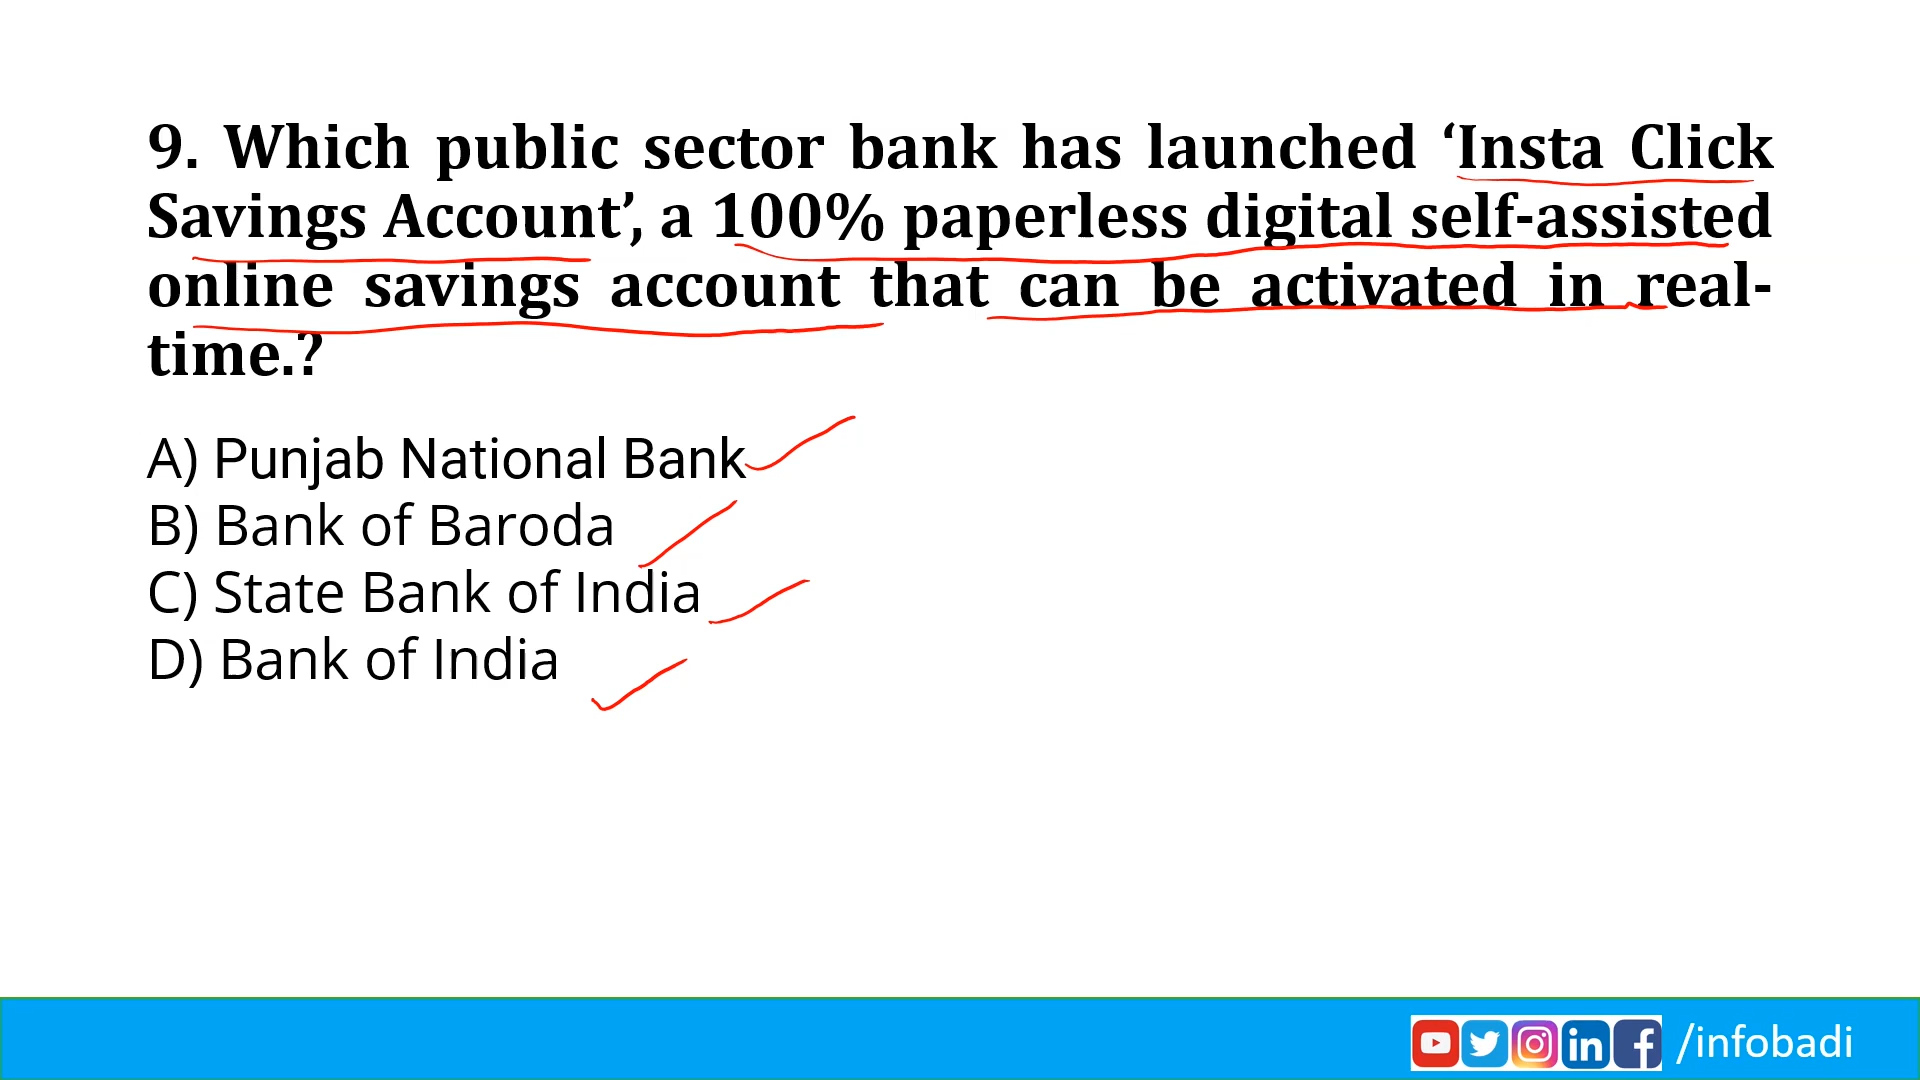 9. Which public sector bank has launched ‘Insta Click
Savings Account’, a 100% paperless digital self-assisted
online savings account that can be activated in real-
time.?
A) Punjab National Bank
B) Bank of Baroda
C) State Bank of India
D) Bank of India
/infobadi